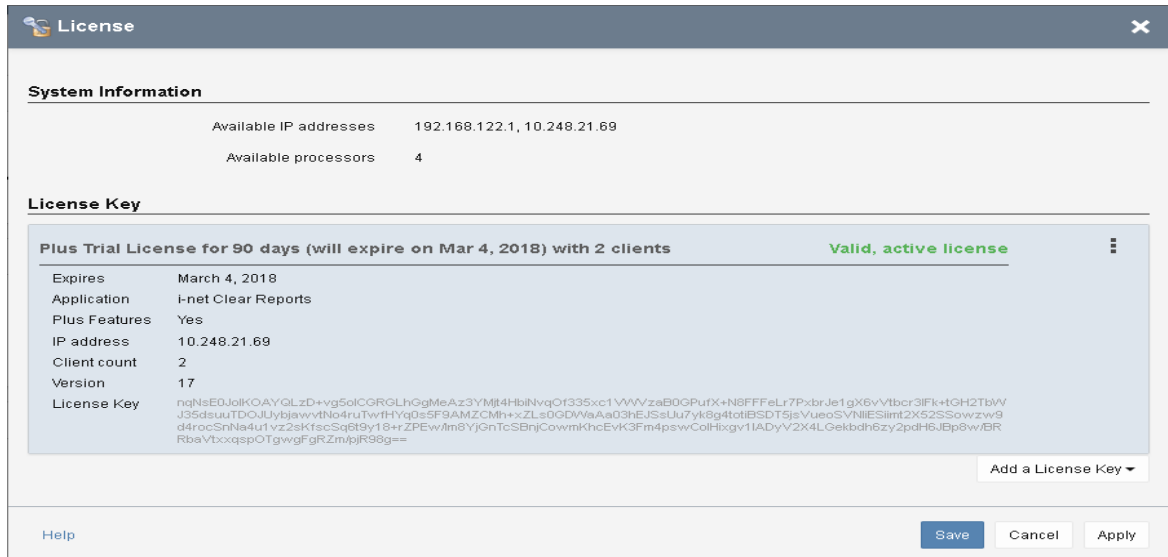 License
System Information
Available IP addresses 192.168.122.1, 10.248.21.69
Available processors 4
License Key
Plus Trial License for 90 days (will expire on Mar 4, 2018) with 2 clients Valid, active license
Expires March 4, 2018
Application i-net Clear Reports
Plus Features Yes
IP address 10.248.21.69
Client count 2
Version 17
License Key
Add a License Key
Help Save Cancel Apply